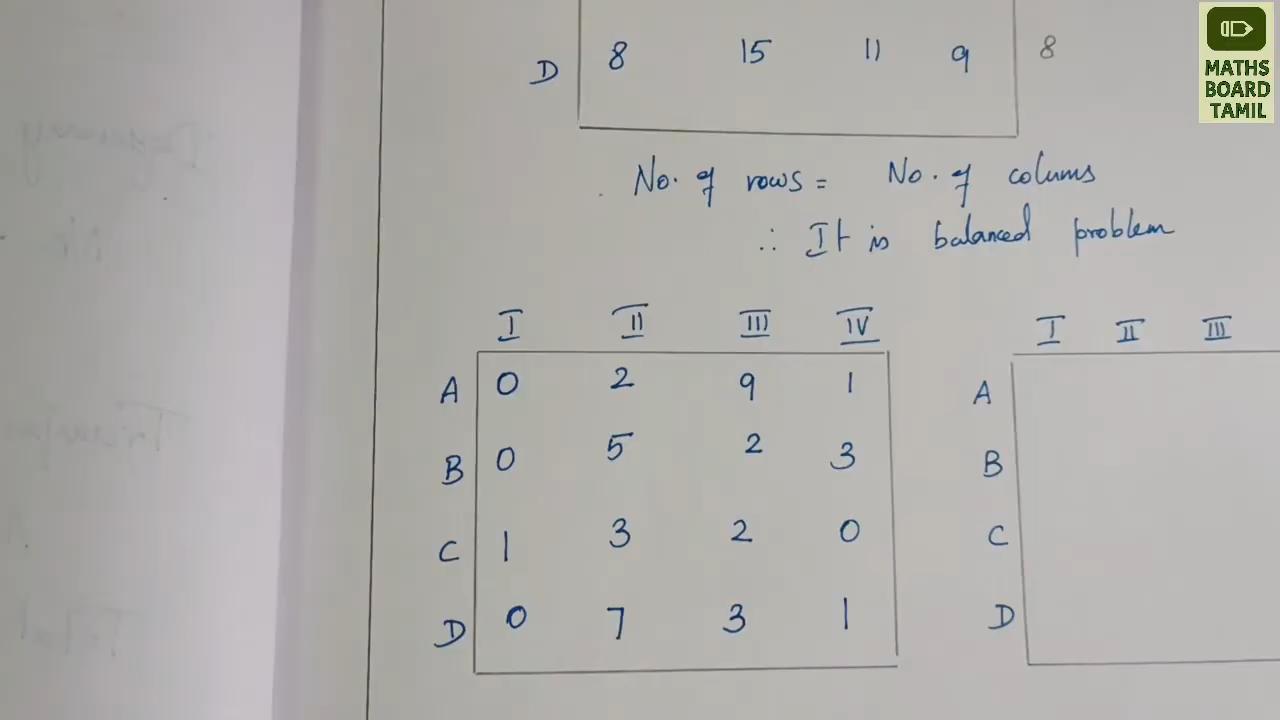 MATHS
BOARD
TAMIL
D 8 15 11 9 8
No. of rows = No. of colums
∴ It is balanced problem
I II III IV
A 0 2 9 1
B 0 5 2 3
C 1 3 2 0
D 0 7 3 1
I II III
A
B
C
D